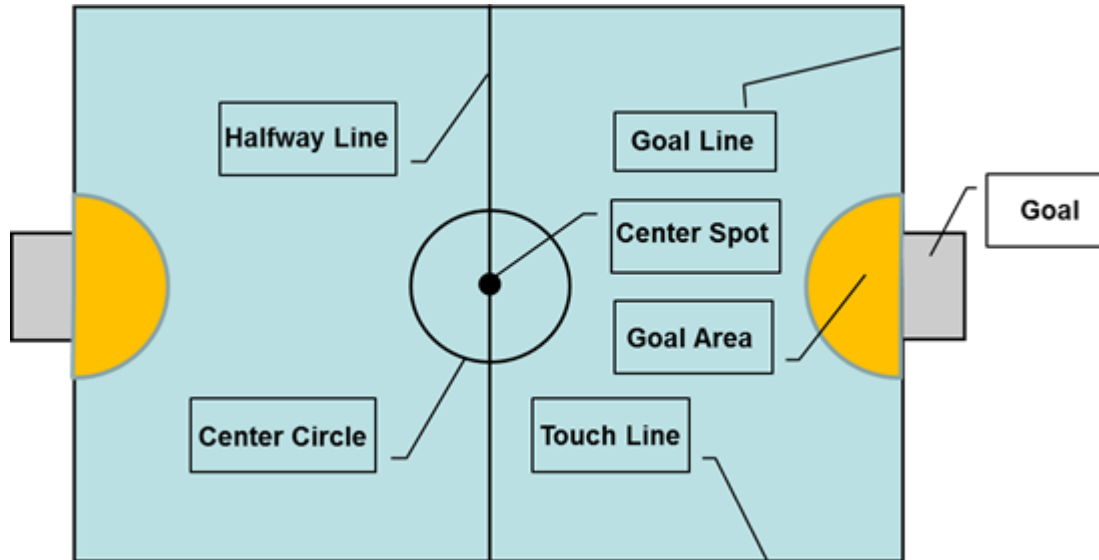 Halfway Line
Goal Line
Goal
Center Spot
Goal Area
Center Circle
Touch Line